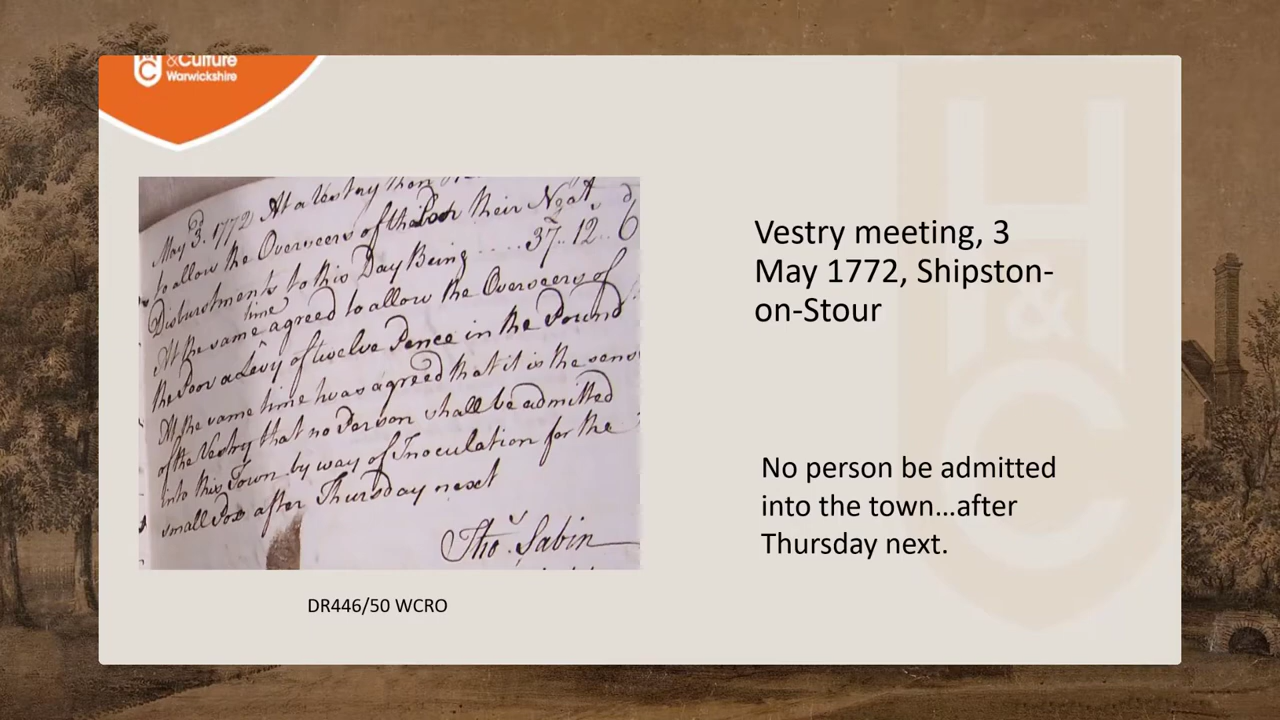 &Culture
Warwickshire
May 3d. 1772 At a Vestry then
to allow the Overseers of the Poor their Neat
Disburstments to this Day Being ..... 37.. 12.. 6
At the same time agreed to allow the Overseers of
the Poor a Levy of twelve Pence in the Pound
At the same time twas agreed that it is the sens
of the Vestry that no Person shall be admitted
into this Town by way of Inoculation for the
small Pox after Thursday next
Tho. Sabin
DR446/50 WCRO
Vestry meeting, 3
May 1772, Shipston-
on-Stour
No person be admitted
into the town…after
Thursday next.
H
&
C